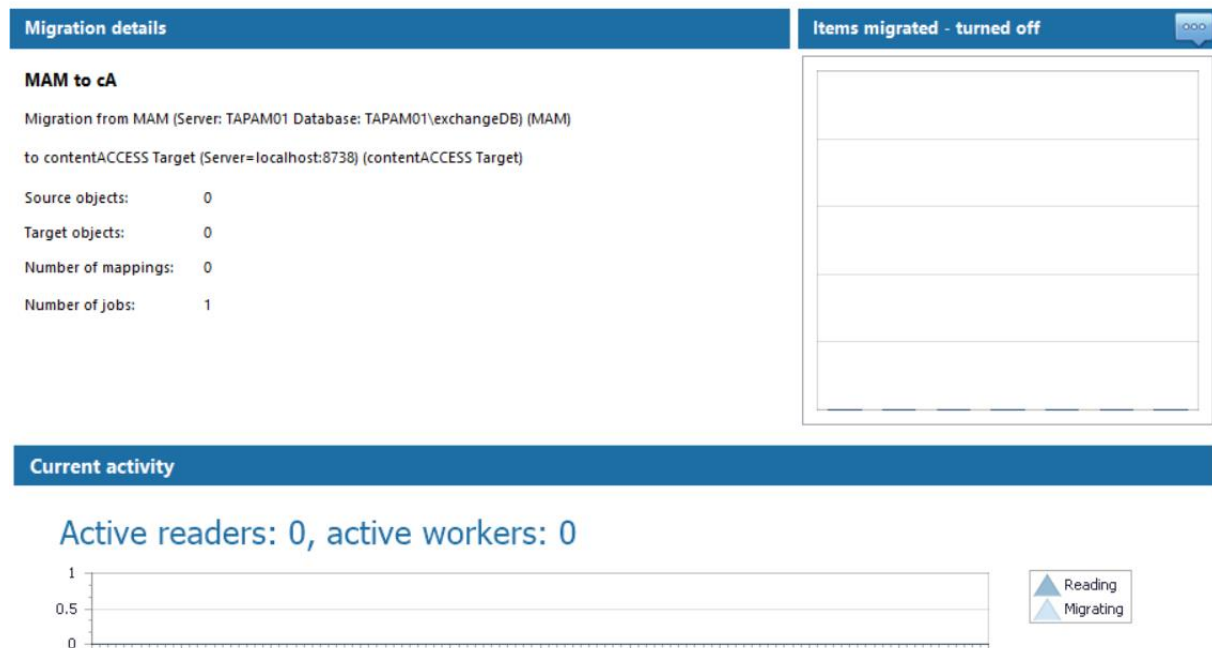 Migration details
Items migrated - turned off
MAM to cA
Migration from MAM (Server: TAPAM01 Database: TAPAM01\exchangeDB) (MAM)
to contentACCESS Target (Server=localhost:8738) (contentACCESS Target)
Source objects: 0
Target objects: 0
Number of mappings: 0
Number of jobs: 1
Current activity
Active readers: 0, active workers: 0
1
0.5
0
Reading
Migrating